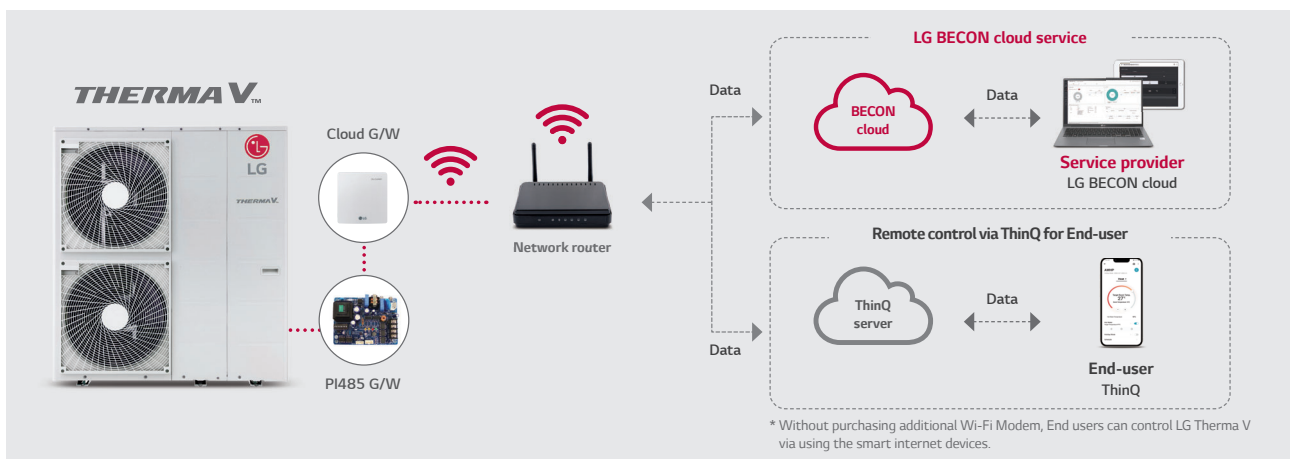 THERMA V™
LG
THERMA V.
Cloud G/W
PI485 G/W
Network router
Data
LG BECON cloud service
BECON
cloud
Data
Service provider
LG BECON cloud
Data
Remote control via ThinQ for End-user
ThinQ
server
Data
End-user
ThinQ
* Without purchasing additional Wi-Fi Modem, End users can control LG Therma V
via using the smart internet devices.